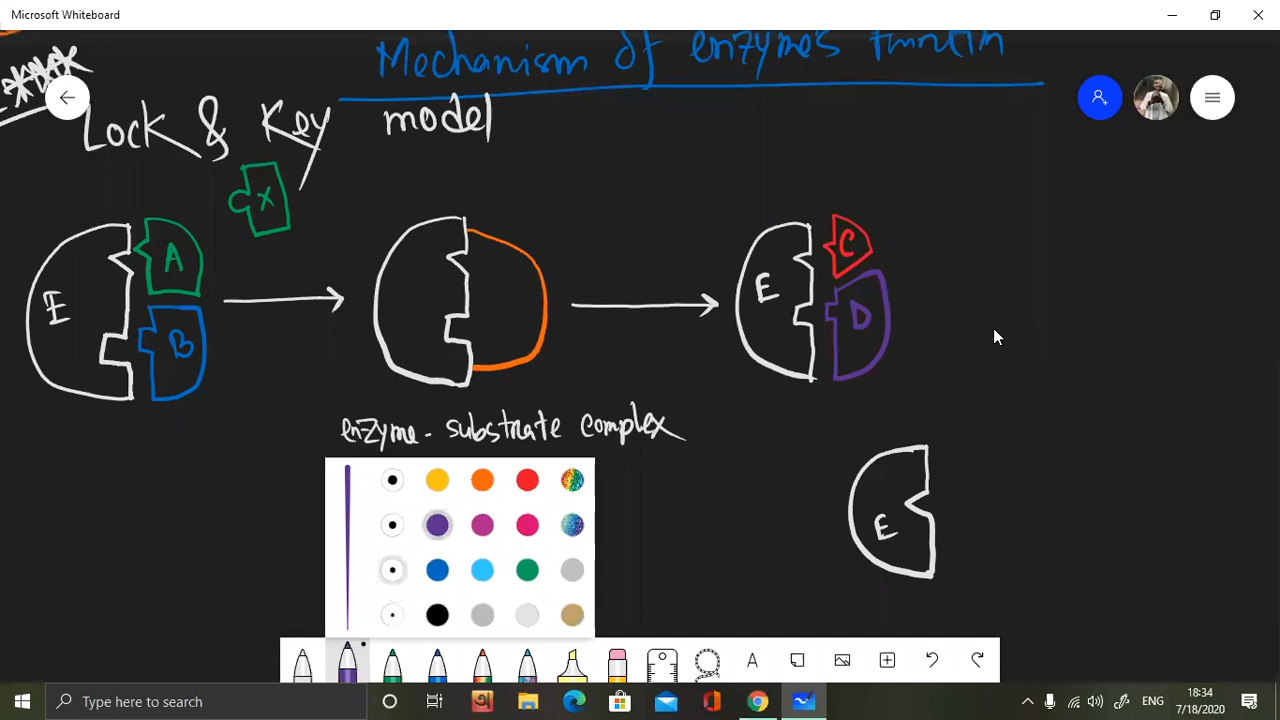 Microsoft Whiteboard
Mechanism of enzyme's functin
Lock & Key model
X
E A B
E C D
enzyme - substrate complex
E
A
Type here to search
ENG
18:34
7/18/2020